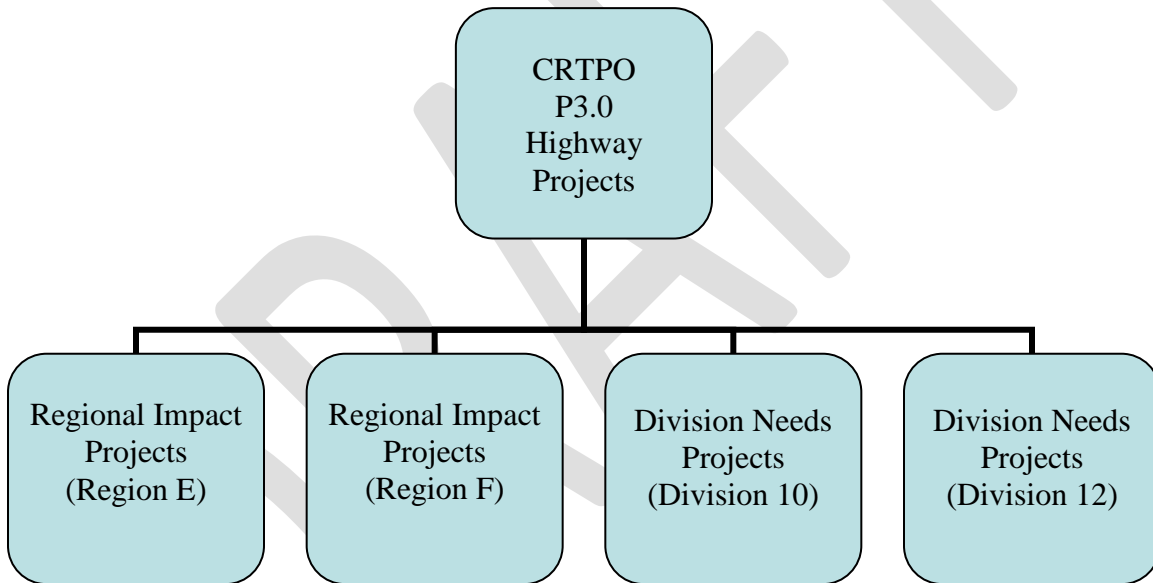 CRTPO
P3.0
Highway
Projects
Regional Impact
Projects
(Region E)
Regional Impact
Projects
(Region F)
Division Needs
Projects
(Division 10)
Division Needs
Projects
(Division 12)
DRAFT